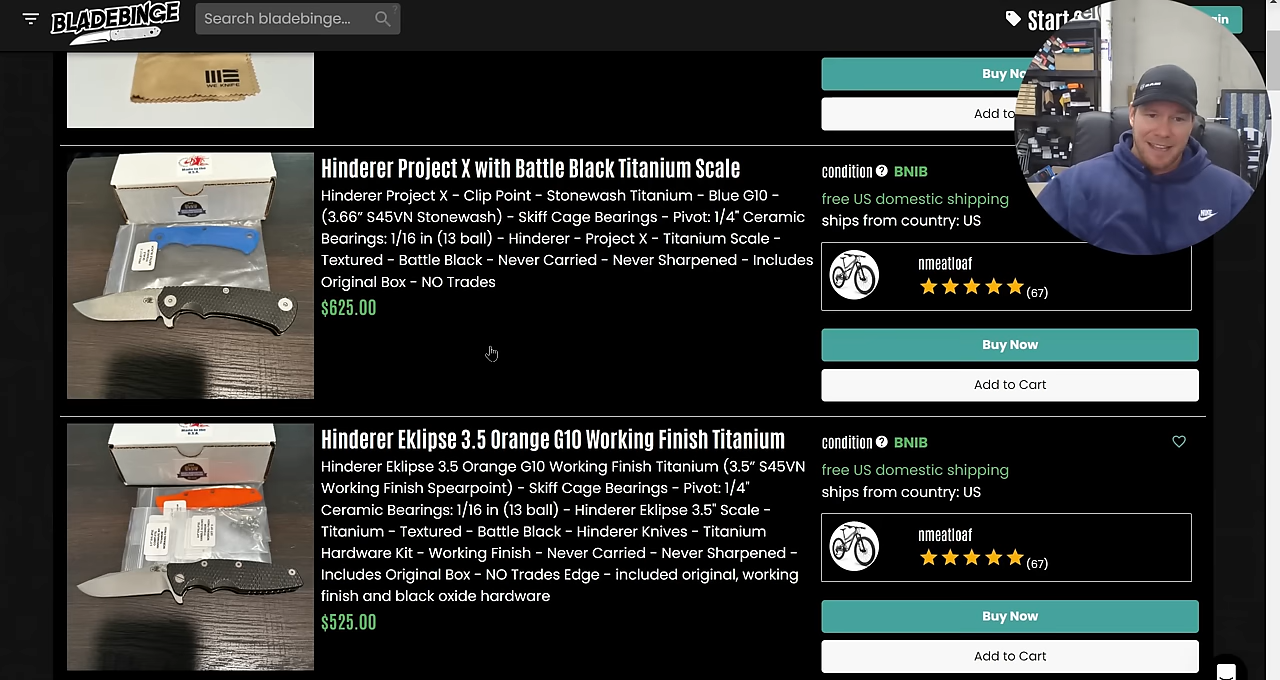 BLADEBINGE
Search bladebinge...
Start
WE KNIFE
Buy No
Add to
Hinderer Project X with Battle Black Titanium Scale
Hinderer Project X - Clip Point - Stonewash Titanium - Blue G10 -
(3.66” S45VN Stonewash) - Skiff Cage Bearings - Pivot: 1/4" Ceramic
Bearings: 1/16 in (13 ball) - Hinderer - Project X - Titanium Scale -
Textured - Battle Black - Never Carried - Never Sharpened - Includes
Original Box - NO Trades
$625.00
condition ? BNIB
free US domestic shipping
ships from country: US
nmeatloaf
(67)
Buy Now
Add to Cart
Hinderer Eklipse 3.5 Orange G10 Working Finish Titanium
Hinderer Eklipse 3.5 Orange G10 Working Finish Titanium (3.5” S45VN
Working Finish Spearpoint) - Skiff Cage Bearings - Pivot: 1/4"
Ceramic Bearings: 1/16 in (13 ball) - Hinderer Eklipse 3.5" Scale -
Titanium - Textured - Battle Black - Hinderer Knives - Titanium
Hardware Kit - Working Finish - Never Carried - Never Sharpened -
Includes Original Box - NO Trades Edge - included original, working
finish and black oxide hardware
$525.00
condition ? BNIB
free US domestic shipping
ships from country: US
nmeatloaf
(67)
Buy Now
Add to Cart